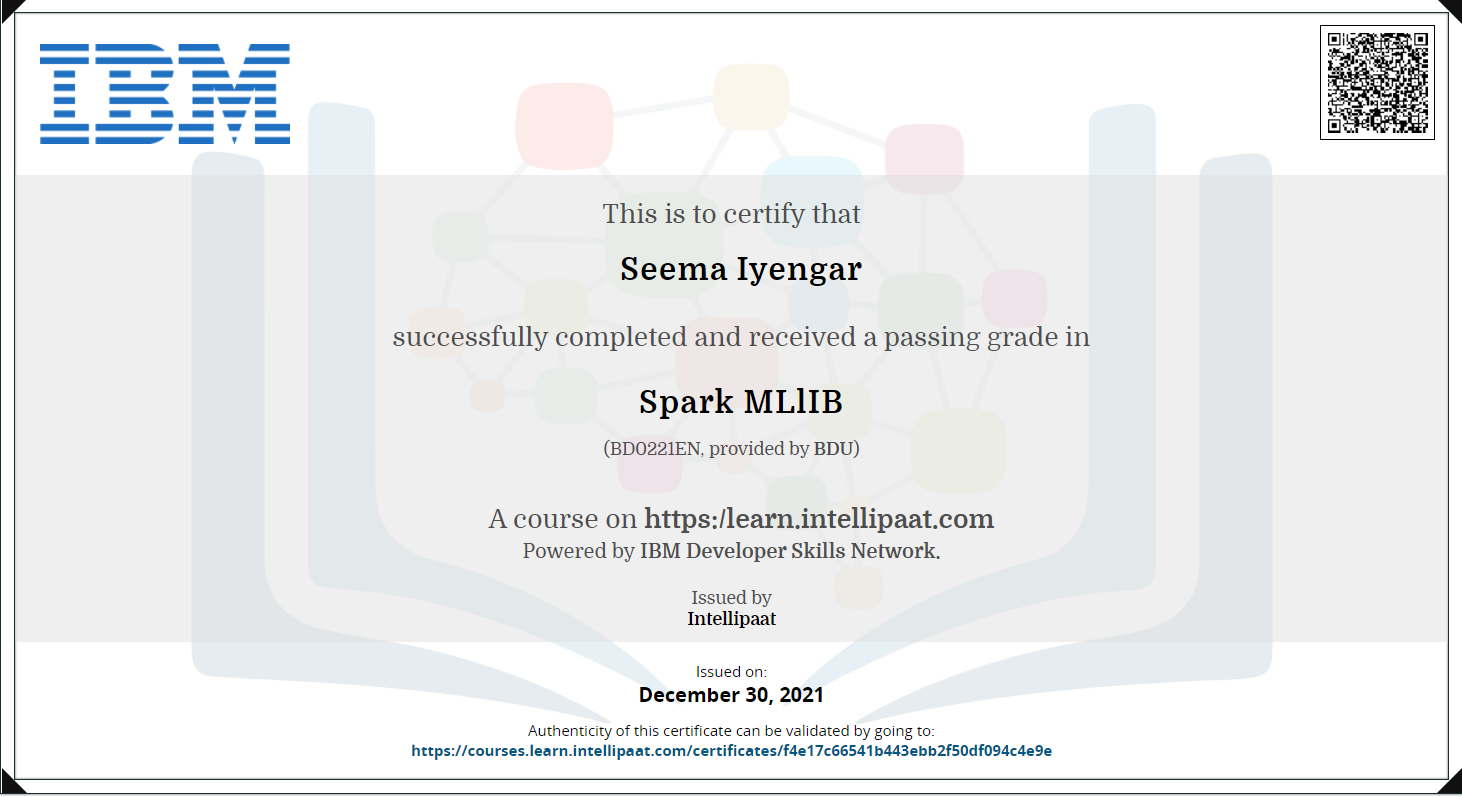 IBM
This is to certify that
Seema Iyengar
successfully completed and received a passing grade in
Spark MLlIB
(BD0221EN, provided by BDU)
A course on https:/learn.intellipaat.com
Powered by IBM Developer Skills Network.
Issued by
Intellipaat
Issued on:
December 30, 2021
Authenticity of this certificate can be validated by going to:
https://courses.learn.intellipaat.com/certificates/f4e17c66541b443ebb2f50df094c4e9e